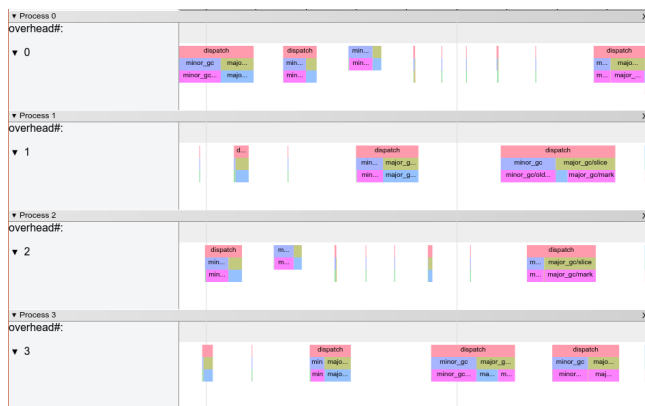 ▾ Process 0 X
overhead#:
▾ 0
dispatch dispatch dispatch
minor_gc majo... min... min... m... majo...
minor_gc... majo... min... min... m... major_...
▾ Process 1 X
overhead#:
▾ 1
d... dispatch dispatch
min... major_g... minor_gc major_gc/slice
min... major_g... minor_gc/old... major_gc/mark
▾ Process 2 X
overhead#:
▾ 2
dispatch m... dispatch
min... m... m... major_gc/slice
min... m... major_gc/mark
▾ Process 3 X
overhead#:
▾ 3
dispatch dispatch dispatch
min majo... minor_gc major_g... minor_gc majo...
min majo... minor_gc... ma... m... minor... maj...